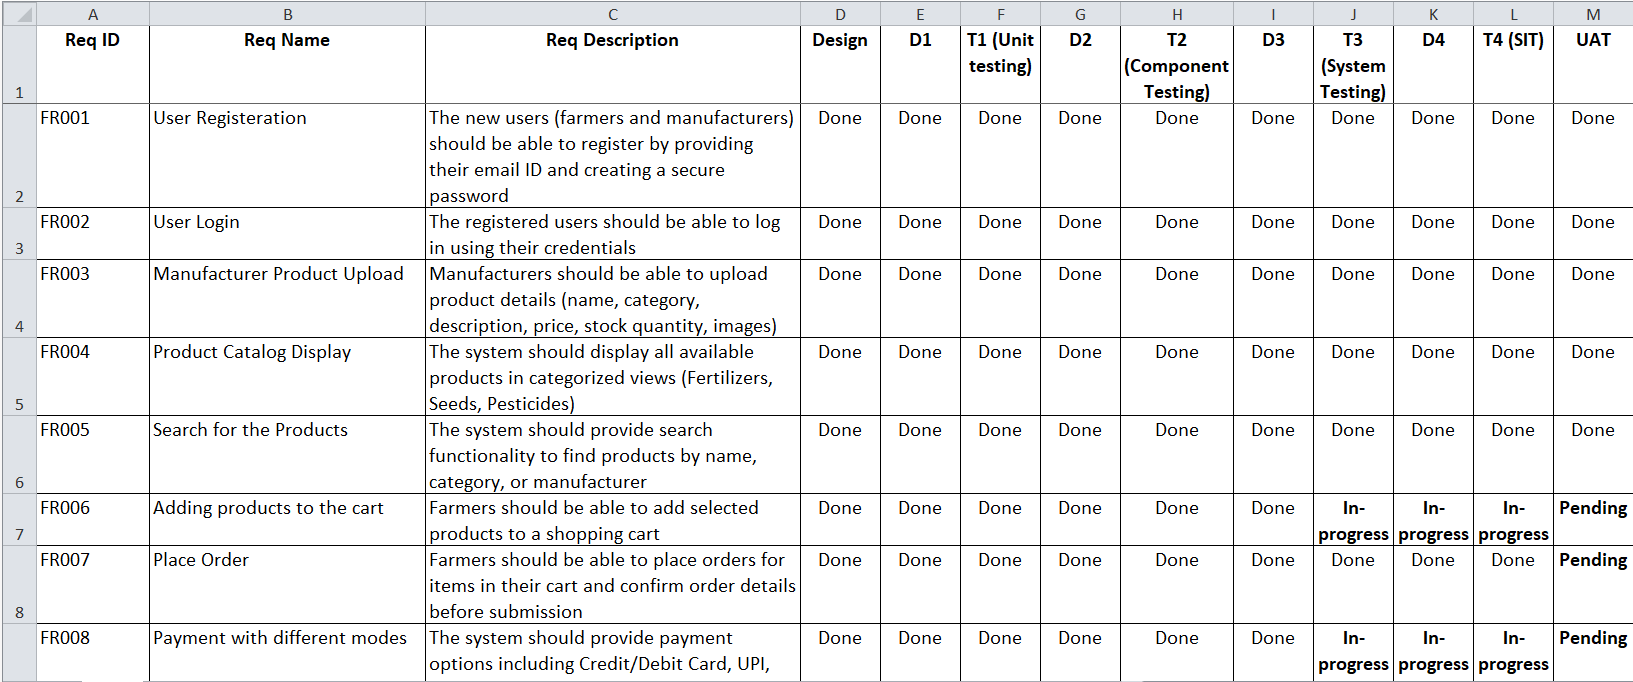 A B C D E F G H I J K L M
Req ID Req Name Req Description Design D1 T1 (Unit D2 T2 D3 T3 D4 T4 (SIT) UAT
testing) (Component (System
1 Testing) Testing)
FR001 User Registeration The new users (farmers and manufacturers) Done Done Done Done Done Done Done Done Done Done
should be able to register by providing
their email ID and creating a secure
2 password
FR002 User Login The registered users should be able to log Done Done Done Done Done Done Done Done Done Done
3 in using their credentials
FR003 Manufacturer Product Upload Manufacturers should be able to upload Done Done Done Done Done Done Done Done Done Done
product details (name, category,
4 description, price, stock quantity, images)
FR004 Product Catalog Display The system should display all available Done Done Done Done Done Done Done Done Done Done
products in categorized views (Fertilizers,
5 Seeds, Pesticides)
FR005 Search for the Products The system should provide search Done Done Done Done Done Done Done Done Done Done
functionality to find products by name,
6 category, or manufacturer
FR006 Adding products to the cart Farmers should be able to add selected Done Done Done Done Done Done In- In- In- Pending
7 products to a shopping cart progress progress progress
FR007 Place Order Farmers should be able to place orders for Done Done Done Done Done Done Done Done Done Pending
items in their cart and confirm order details
8 before submission
FR008 Payment with different modes The system should provide payment Done Done Done Done Done Done In- In- In- Pending
options including Credit/Debit Card, UPI, progress progress progress